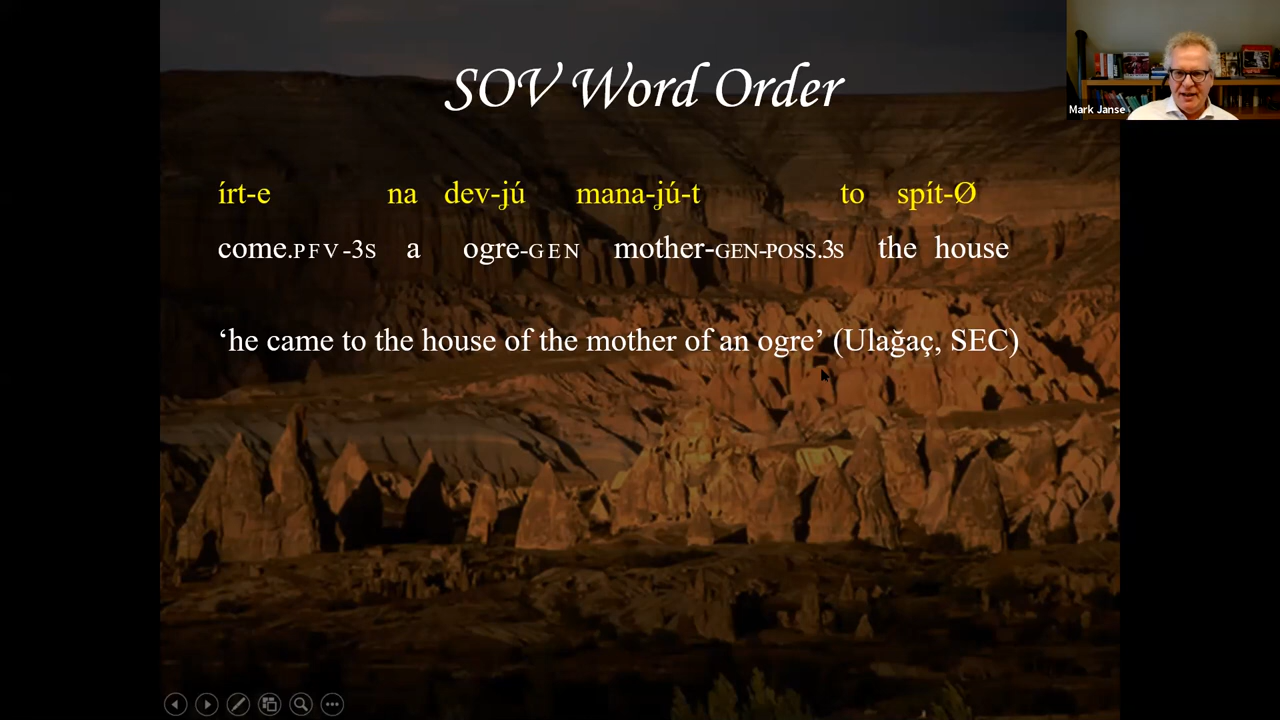 SOV Word Order
Mark Janse
írt-e na dev-jú mana-jú-t to spít-Ø
come.PFV-3S a ogre-GEN mother-GEN-POSS.3S the house
‘he came to the house of the mother of an ogre’ (Ulağaç, SEC)